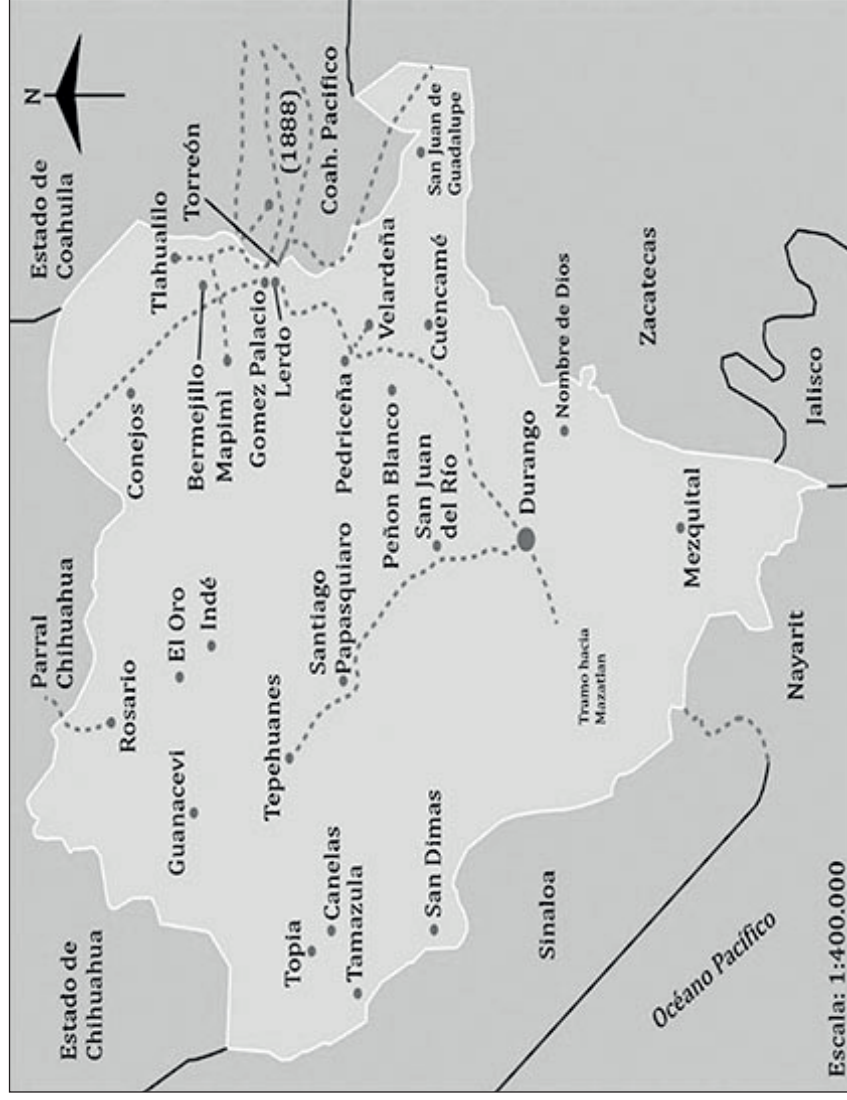 Estado de
Chihuahua
Parral
Chihuahua
Estado de
Coahuila
N
Rosario
Guanacevi
El Oro
Indé
Conejos
Tlahualilo
Torreón
Bermejillo
Mapimì
Gomez Palacio
Lerdo
(1888)
Coah. Pacifico
Topia
Canelas
Tamazula
Tepehuanes
Santiago
Papasquiaro
Pedriceña
Velardeña
Peñon Blanco
Cuencamé
San Juan de
Guadalupe
San Dimas
San Juan
del Río
Durango
Nombre de Dios
Tramo hacia
Mazatlan
Sinaloa
Mezquital
Zacatecas
Océano Pacífico
Nayarit
Jalisco
Escala: 1:400.000